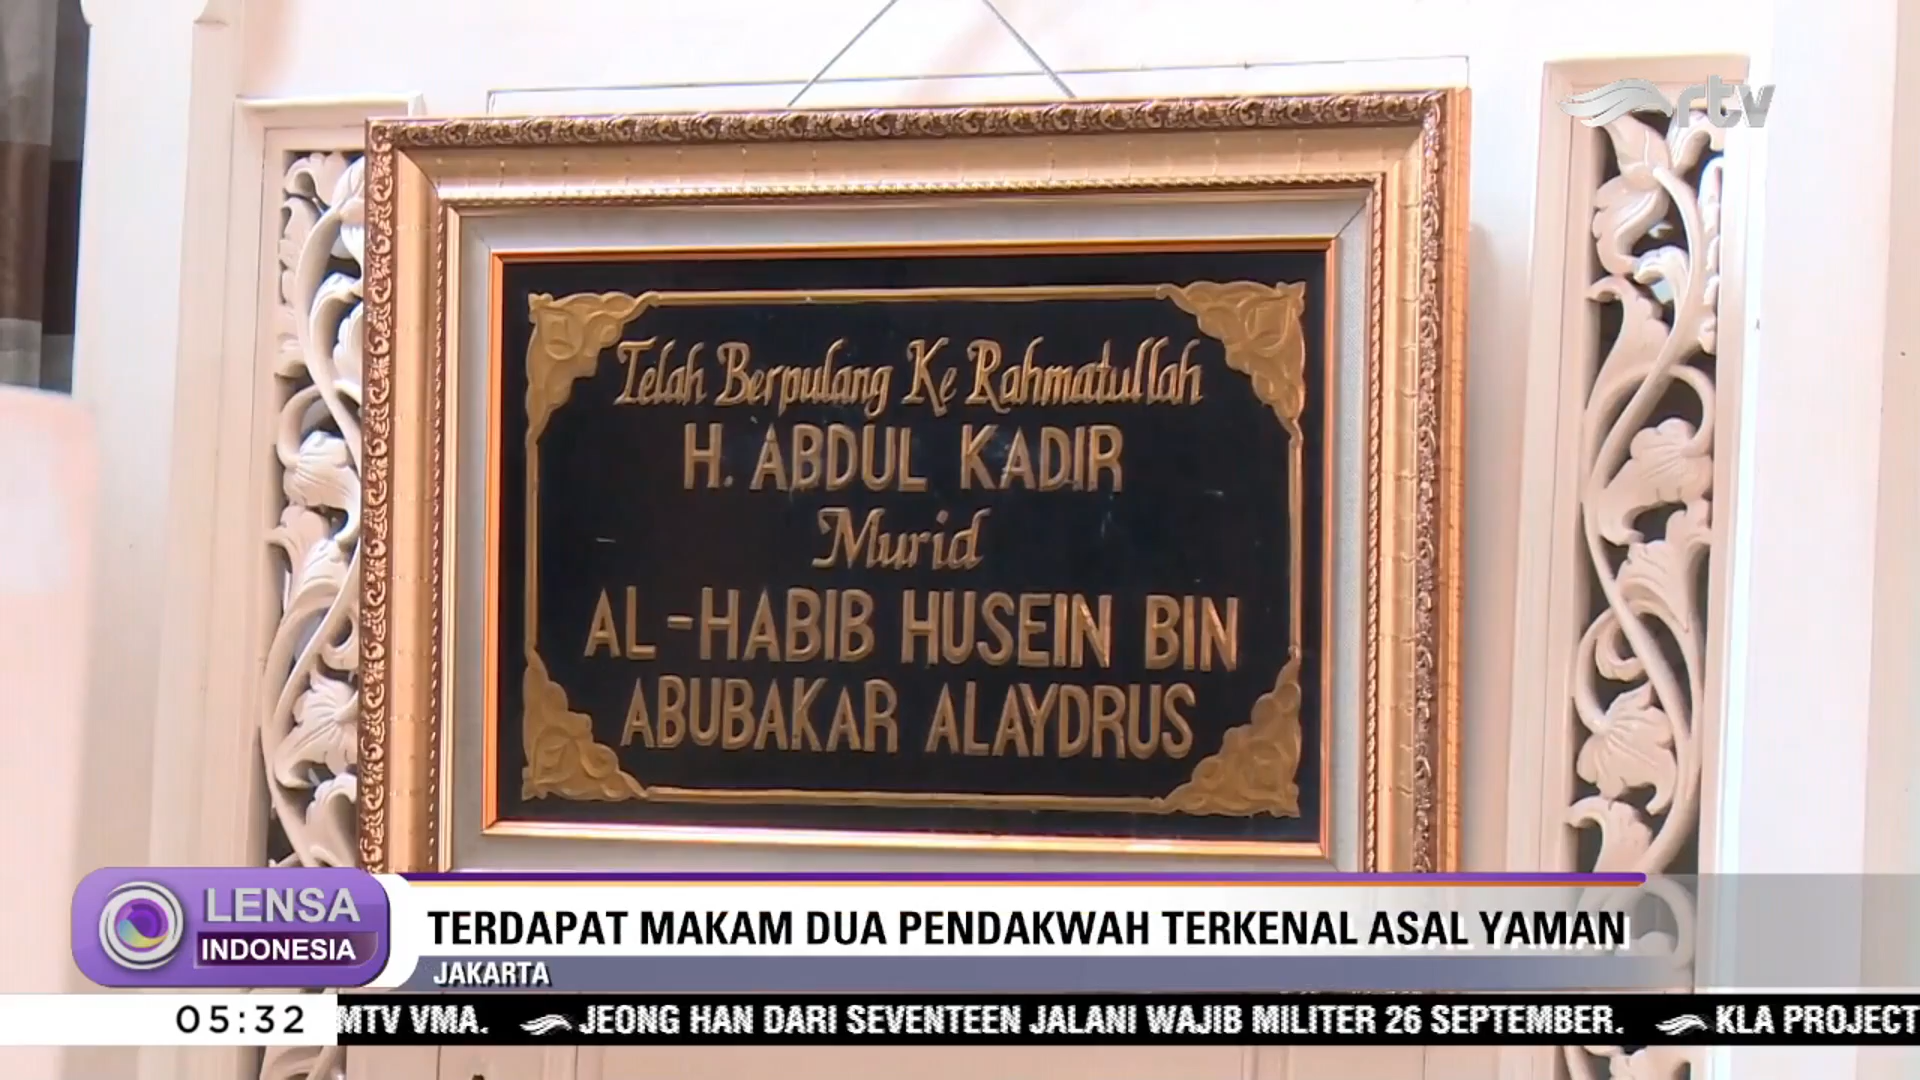 rtv
Telah Berpulang Ke Rahmatullah
H. ABDUL KADIR
Murid
AL-HABIB HUSEIN BIN
ABUBAKAR ALAYDRUS
LENSA
INDONESIA
TERDAPAT MAKAM DUA PENDAKWAH TERKENAL ASAL YAMAN
JAKARTA
05:32 MTV VMA. JEONG HAN DARI SEVENTEEN JALANI WAJIB MILITER 26 SEPTEMBER. KLA PROJECT